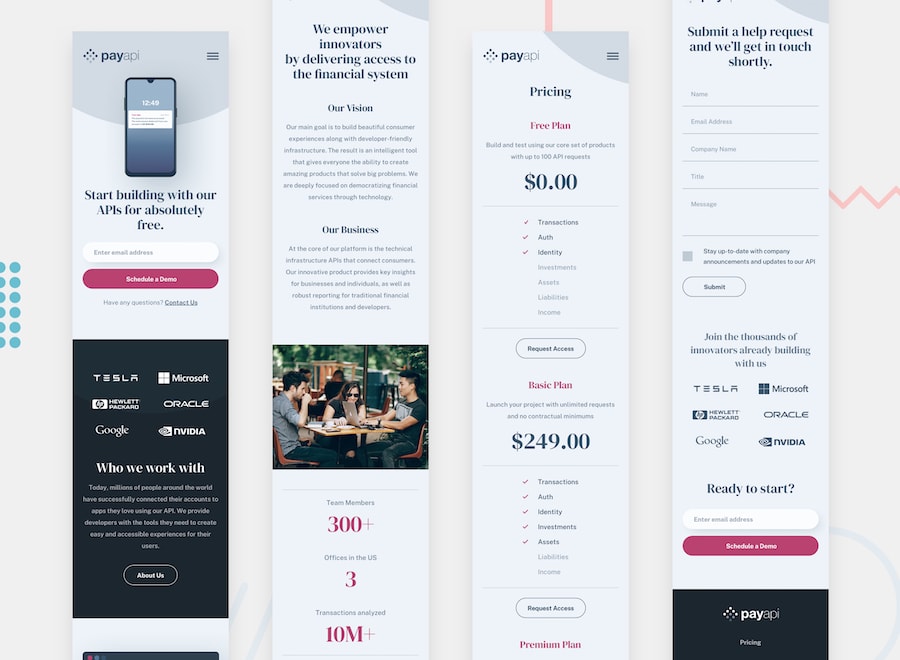 payapi
12:49
Start building with our
APIs for absolutely
free.
Enter email address
Schedule a Demo
Have any questions? Contact Us
TESLA
Microsoft
HEWLETT
PACKARD
ORACLE
Google
NVIDIA
Who we work with
Today, millions of people around the world
have successfully connected their accounts to
apps they love using our API. We provide
developers with the tools they need to create
easy and accessible experiences for their
users.
About Us
We empower
innovators
by delivering access to
the financial system
Our Vision
Our main goal is to build beautiful consumer
experiences along with developer-friendly
infrastructure. The result is an intelligent tool
that gives everyone the ability to create
amazing products that solve big problems. We
are deeply focused on democratizing financial
services through technology.
Our Business
At the core of our platform is the technical
infrastructure APIs that connect consumers.
Our innovative product provides key insights
for businesses and individuals, as well as
robust reporting for traditional financial
institutions and developers.
Team Members
300+
Offices in the US
3
Transactions analyzed
10M+
payapi
Pricing
Free Plan
Build and test using our core set of products
with up to 100 API requests
$0.00
Transactions
Auth
Identity
Investments
Assets
Liabilities
Income
Request Access
Basic Plan
Launch your project with unlimited requests
and no contractual minimums
$249.00
Transactions
Auth
Identity
Investments
Assets
Liabilities
Income
Request Access
Premium Plan
payapi
Submit a help request
and we’ll get in touch
shortly.
Name
Email Address
Company Name
Title
Message
Stay up-to-date with company
announcements and updates to our API
Submit
Join the thousands of
innovators already building
with us
TESLA
Microsoft
HEWLETT
PACKARD
ORACLE
Google
NVIDIA
Ready to start?
Enter email address
Schedule a Demo
payapi
Pricing